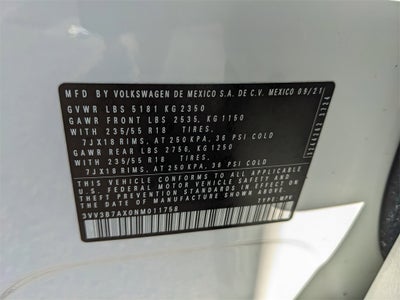 MFD BY VOLKSWAGEN DE MEXICO S.A. DE C.V. MEXICO 09/21
GVWR LBS 5181 KG 2350
GAWR FRONT LBS 2535, KG 1150
WITH 235/55 R18 TIRES,
7JX18 RIMS, AT 250 KPA, 36 PSI COLD
GAWR REAR LBS 2756, KG 1250
WITH 235/55 R18 TIRES,
7JX18 RIMS, AT 250 KPA, 36 PSI COLD
THIS VEHICLE CONFORMS TO ALL APPLICABLE
U.S. FEDERAL MOTOR VEHICLE SAFETY AND
THEFT PREVENTION STANDARDS IN EFFECT ON THE
DATE OF MANUFACTURE SHOWN ABOVE
3VV3B7AX0NM011758 TYPE: MPV